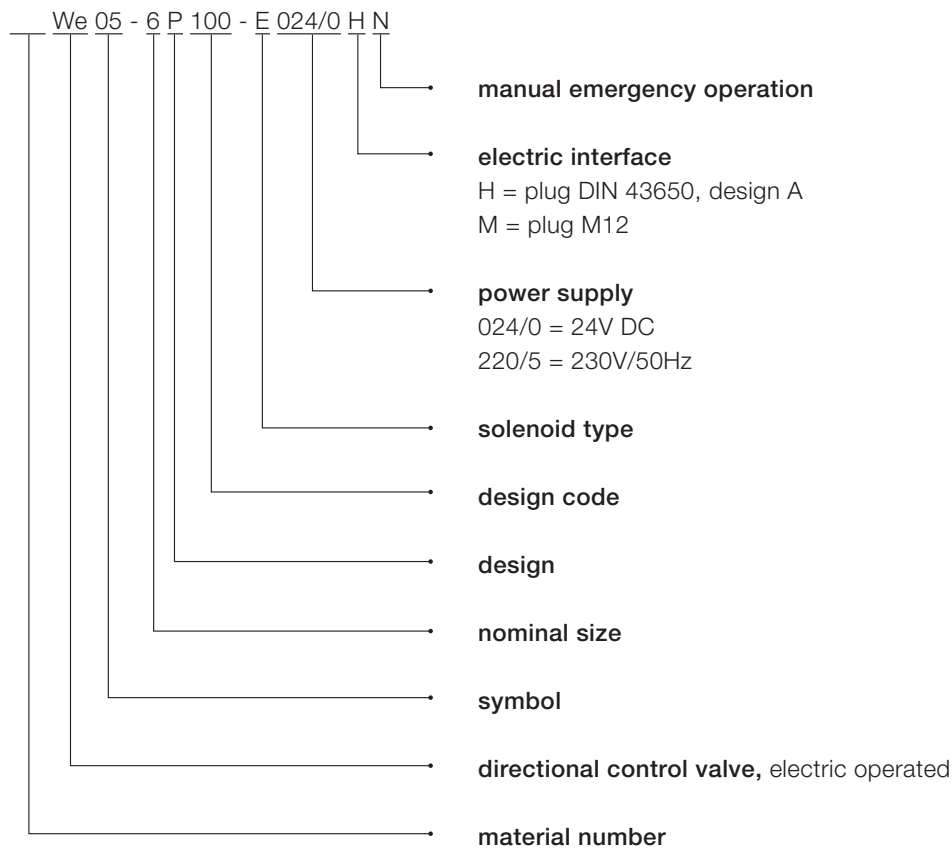 We 05 - 6 P 100 - E 024/0 H N
manual emergency operation
electric interface
H = plug DIN 43650, design A
M = plug M12
power supply
024/0 = 24V DC
220/5 = 230V/50Hz
solenoid type
design code
design
nominal size
symbol
directional control valve, electric operated
material number